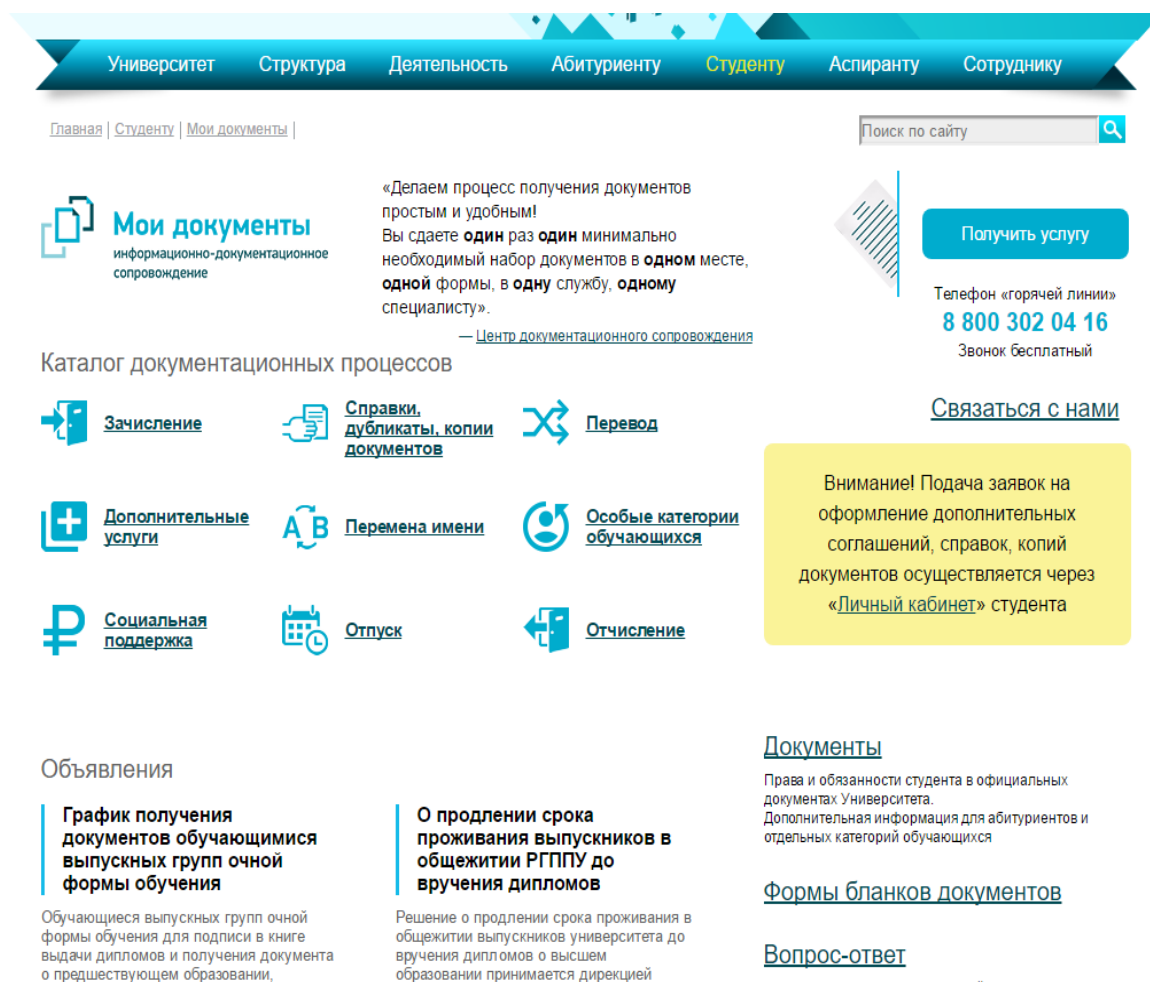 Университет Структура Деятельность Абитуриенту Студенту Аспиранту Сотруднику
Главная | Студенту | Мои документы |
Поиск по сайту
Мои документы
информационно-документационное
сопровождение
«Делаем процесс получения документов
простым и удобным!
Вы сдаете один раз один минимально
необходимый набор документов в одном месте,
одной формы, в одну службу, одному
специалисту».
— Центр документационного сопровождения
Получить услугу
Телефон «горячей линии»
8 800 302 04 16
Звонок бесплатный
Связаться с нами
Каталог документационных процессов
Зачисление
Справки,
дубликаты, копии
документов
Перевод
Дополнительные
услуги
A B
Перемена имени
Особые категории
обучающихся
Социальная
поддержка
Отпуск
Отчисление
Внимание! Подача заявок на
оформление дополнительных
соглашений, справок, копий
документов осуществляется через
«Личный кабинет» студента
Объявления
График получения
документов обучающимися
выпускных групп очной
формы обучения
Обучающиеся выпускных групп очной
формы обучения для подписи в книге
выдачи дипломов и получения документа
о предшествующем образовании,
О продлении срока
проживания выпускников в
общежитии РГППУ до
вручения дипломов
Решение о продлении срока проживания в
общежитии выпускников университета до
вручения дипломов о высшем
образовании принимается дирекцией
Документы
Права и обязанности студента в официальных
документах Университета.
Дополнительная информация для абитуриентов и
отдельных категорий обучающихся
Формы бланков документов
Вопрос-ответ